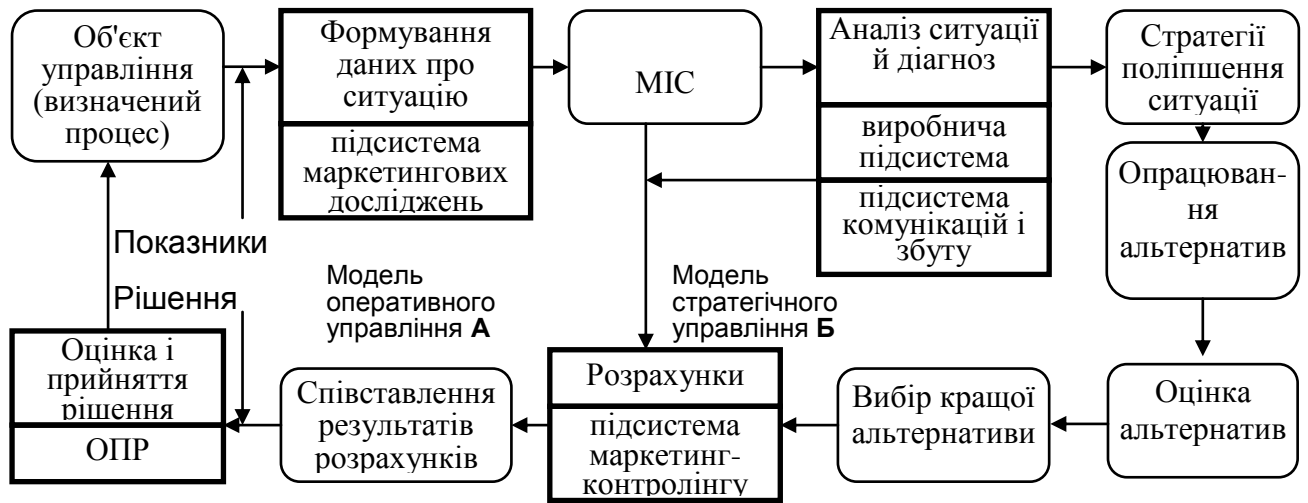 Об'єкт
управління
(визначений
процес)
Формування
даних про
ситуацію
підсистема
маркетингових
досліджень
МІС
Аналіз ситуації
й діагноз
виробнича
підсистема
підсистема
комунікацій і
збуту
Стратегії
поліпшення
ситуації
Опрацюван-
ня
альтернатив
Показники
Рішення
Модель
оперативного
управління А
Модель
стратегічного
управління Б
Оцінка і
прийняття
рішення
ОПР
Співставлення
результатів
розрахунків
Розрахунки
підсистема
маркетинг-
контролінгу
Вибір кращої
альтернативи
Оцінка
альтернатив